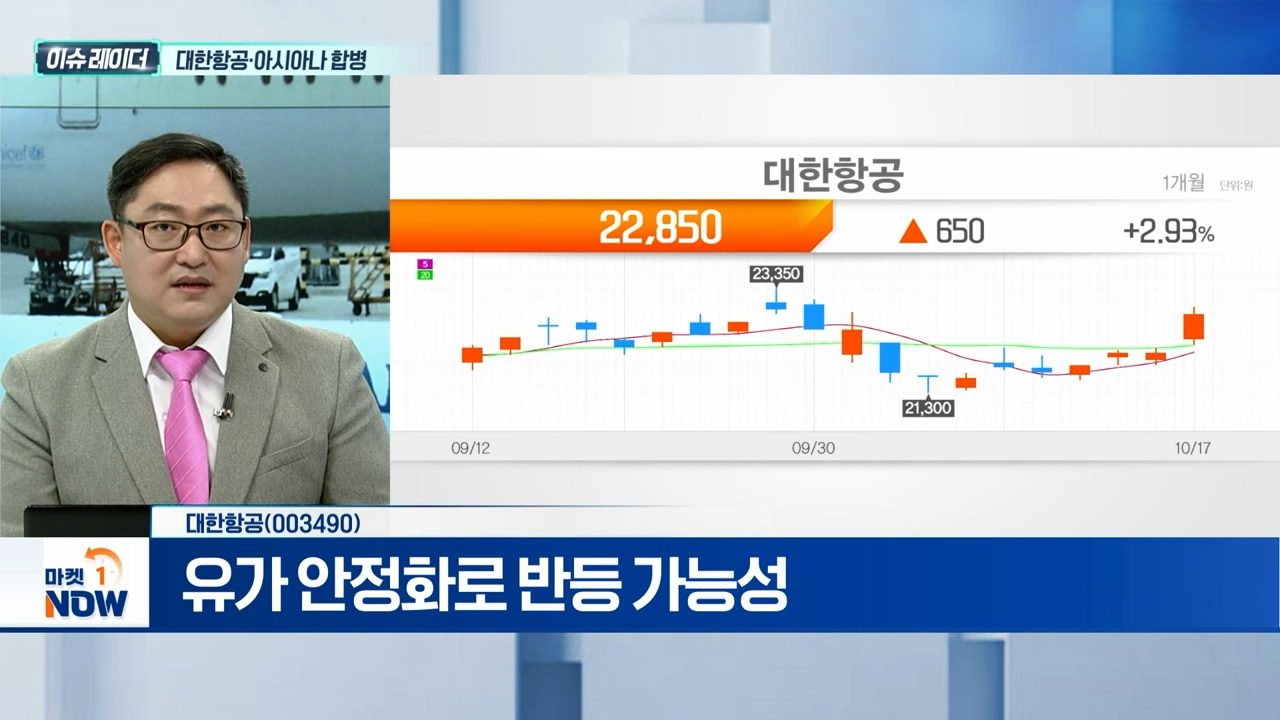 이슈 레이더 대한항공·아시아나 합병
unicef
대한항공
1개월 단위:원
22,850 ▲ 650 +2.93%
5
20
23,350
21,300
09/12 09/30 10/17
대한항공(003490)
마켓 1
NOW
유가 안정화로 반등 가능성